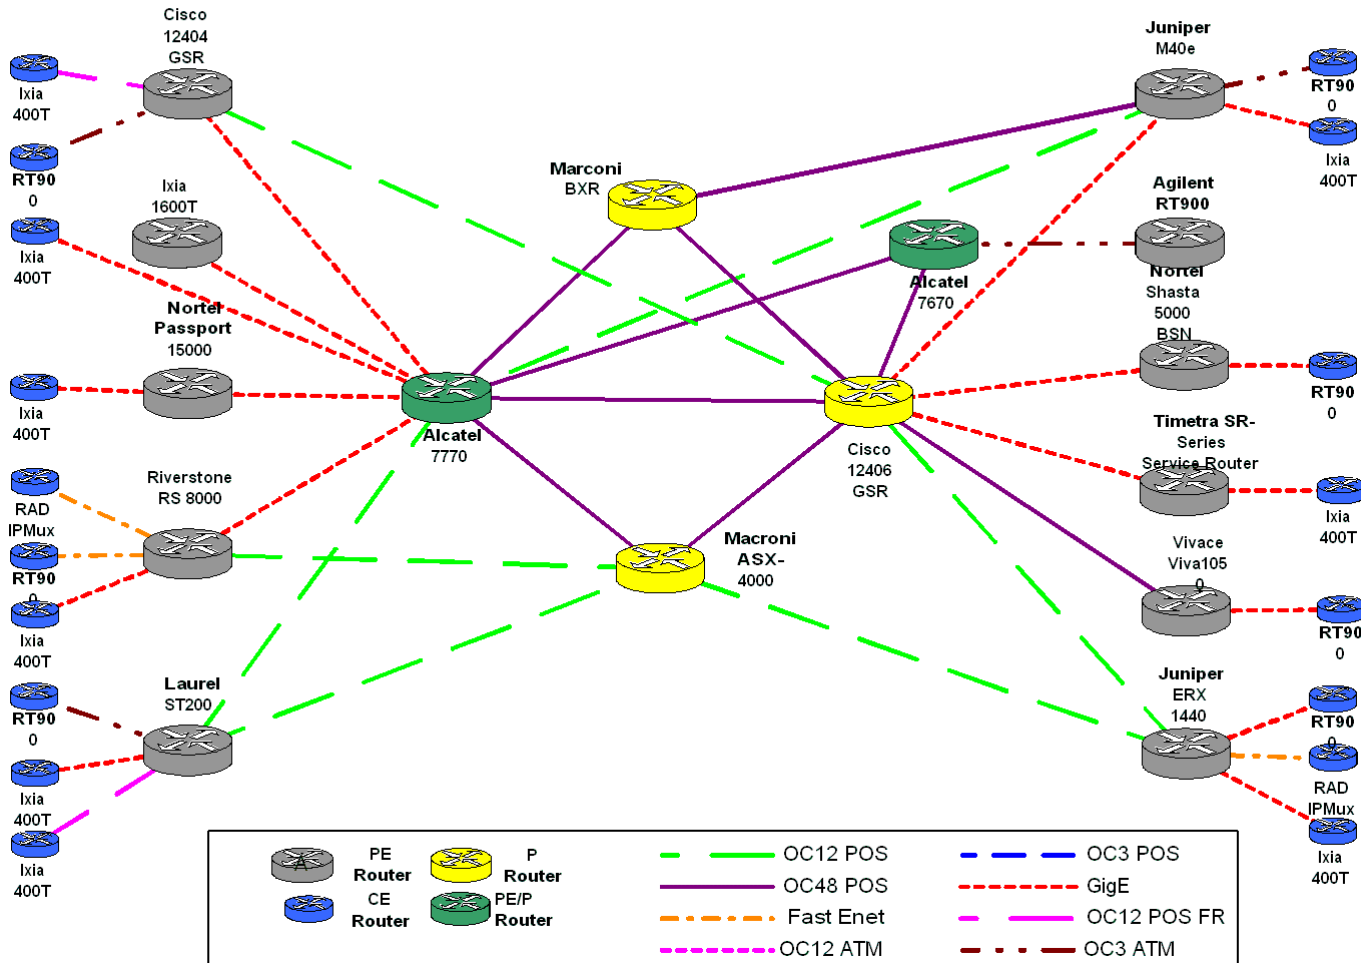 Cisco
12404
GSR
Ixia
400T
RT90
0
Ixia
1600T
Ixia
400T
Nortel
Passport
15000
Ixia
400T
Alcatel
7770
Riverstone
RS 8000
RAD
IPMux
RT90
0
Ixia
400T
Laurel
ST200
RT90
0
Ixia
400T
Ixia
400T
Marconi
BXR
Alcatel
7670
Cisco
12406
GSR
Macroni
ASX-
4000
Juniper
M40e
RT90
0
Ixia
400T
Agilent
RT900
Nortel
Shasta
5000
BSN
RT90
0
Timetra SR-
Series
Service Router
Ixia
400T
Vivace
Viva105
0
RT90
0
Juniper
ERX
1440
RT90
0
RAD
IPMux
Ixia
400T
A
PE
Router
P
Router
CE
Router
PE/P
Router
OC12 POS
OC48 POS
Fast Enet
OC12 ATM
OC3 POS
GigE
OC12 POS FR
OC3 ATM